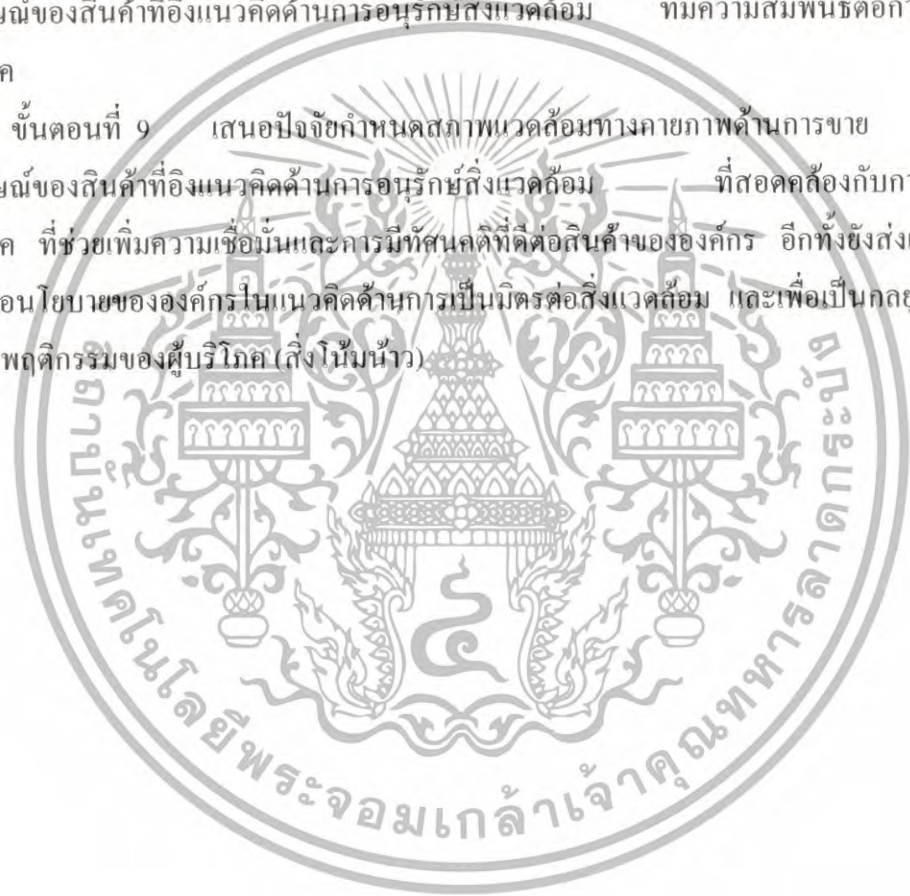 ษณ์ของสินค้าที่อิงแนวคิดด้านการอนุรักษ์สิ่งแวดล้อม ที่มีความสัมพันธ์ต่อกา
ค
ขั้นตอนที่ 9 เสนอปัจจัยกำหนดสภาพแวดล้อมทางกายภาพด้านการขาย
ษณ์ของสินค้าที่อิงแนวคิดด้านการอนุรักษ์สิ่งแวดล้อม ที่สอดคล้องกับกา
ค ที่ช่วยเพิ่มความเชื่อมั่นและการมีทัศนคติที่ดีต่อสินค้าขององค์กร อีกทั้งยังส่งเ
อนโยบายขององค์กรในแนวคิดด้านการเป็นมิตรต่อสิ่งแวดล้อม และเพื่อเป็นกลยุ
พฤติกรรมของผู้บริโภค (สิ่งโน้มน้าว)
สถาบันเทคโนโลยีพระจอมเกล้าเจ้าคุณทหารลาดกระบัง